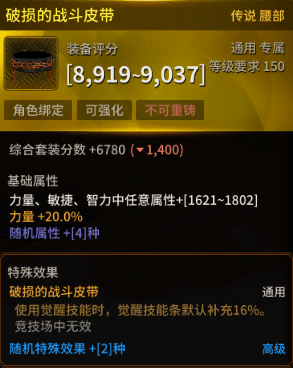 破损的战斗皮带 传说 腰部
装备评分 通用 专属
[8,919~9,037] 等级要求 150
角色绑定 可强化 不可重铸
综合套装分数 +6780 (▼1,400)
基础属性
力量、敏捷、智力中任意属性+[1621~1802]
力量 +20.0%
随机属性 +[4]种
特殊效果
破损的战斗皮带 通用
使用觉醒技能时，觉醒技能条默认补充16%。
竞技场中无效
随机特殊效果 +[2]种 高级